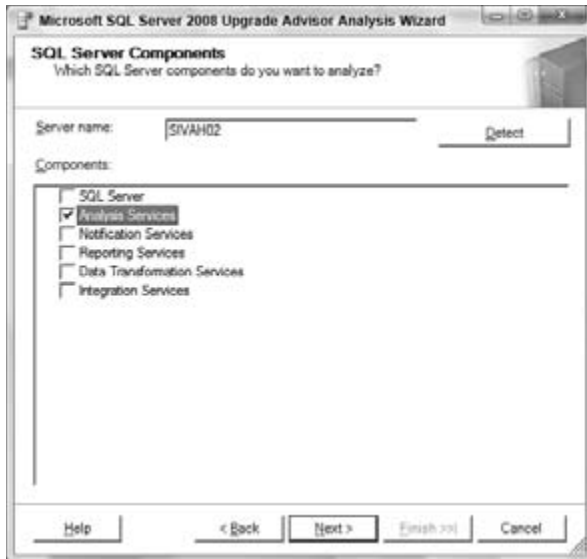 Microsoft SQL Server 2008 Upgrade Advisor Analysis Wizard
SQL Server Components
Which SQL Server components do you want to analyze?
Server name:
SIVAH02
Detect
Components:
SQL Server
Analysis Services
Notification Services
Reporting Services
Data Transformation Services
Integration Services
Help
< Back
Next >
Finish >>|
Cancel